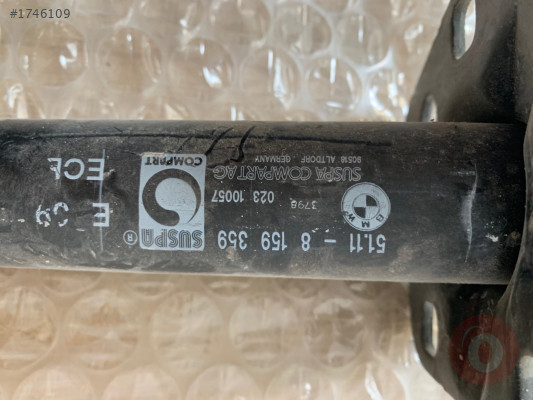 #1746109
51.11 - 8 159 359
BMW
3798
023 10057
SUSPA COMPART AG
90518 ALTDORF . GERMANY
SUSPA ®
COMPART
E 39
ECE